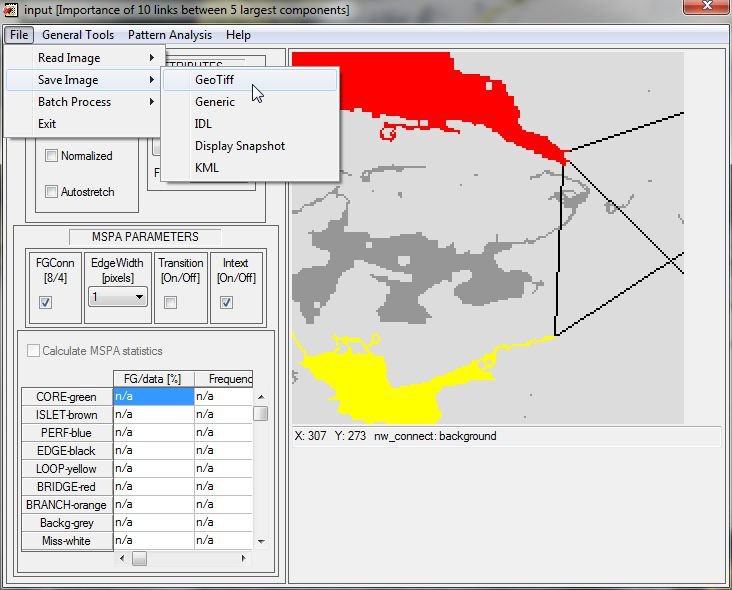 input [Importance of 10 links between 5 largest components]
File General Tools Pattern Analysis Help
Read Image
Save Image
Batch Process
Exit
GeoTiff
Generic
IDL
Display Snapshot
KML
Normalized
Autostretch
MSPA PARAMETERS
FGConn EdgeWidth Transition Intext
[8/4] [pixels] [On/Off] [On/Off]
1
Calculate MSPA statistics
FG/data [%] Frequenc
CORE-green n/a n/a
ISLET-brown n/a n/a
PERF-blue n/a n/a
EDGE-black n/a n/a
LOOP-yellow n/a n/a
BRIDGE-red n/a n/a
BRANCH-orange n/a n/a
Backg-grey n/a n/a
Miss-white n/a n/a
X: 307 Y: 273 nw_connect: background